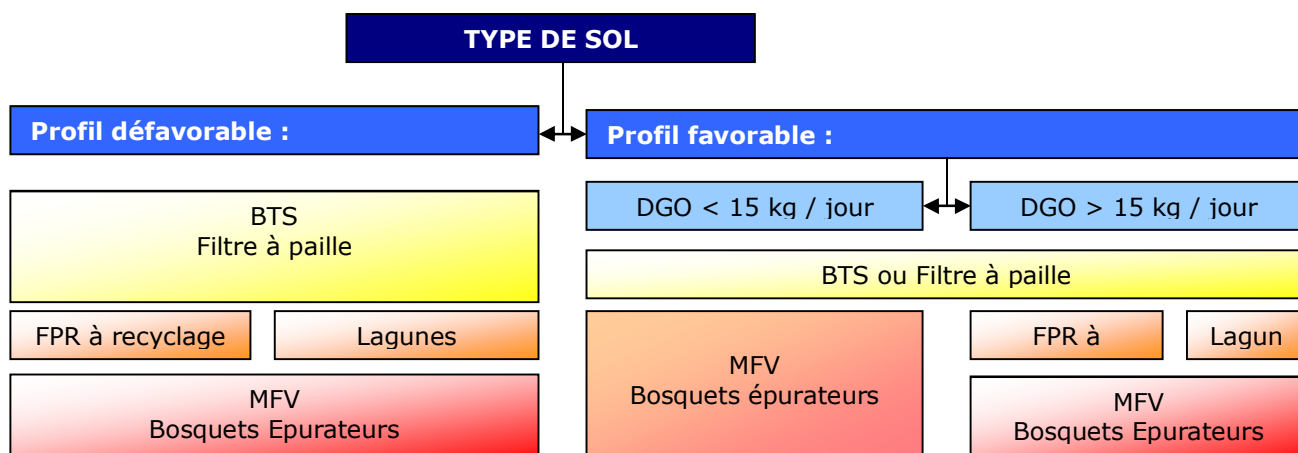 TYPE DE SOL
Profil défavorable :
Profil favorable :
DGO < 15 kg / jour
DGO > 15 kg / jour
BTS
Filtre à paille
BTS ou Filtre à paille
FPR à recyclage
Lagunes
MFV
Bosquets épurateurs
FPR à
Lagun
MFV
Bosquets Epurateurs
MFV
Bosquets Epurateurs